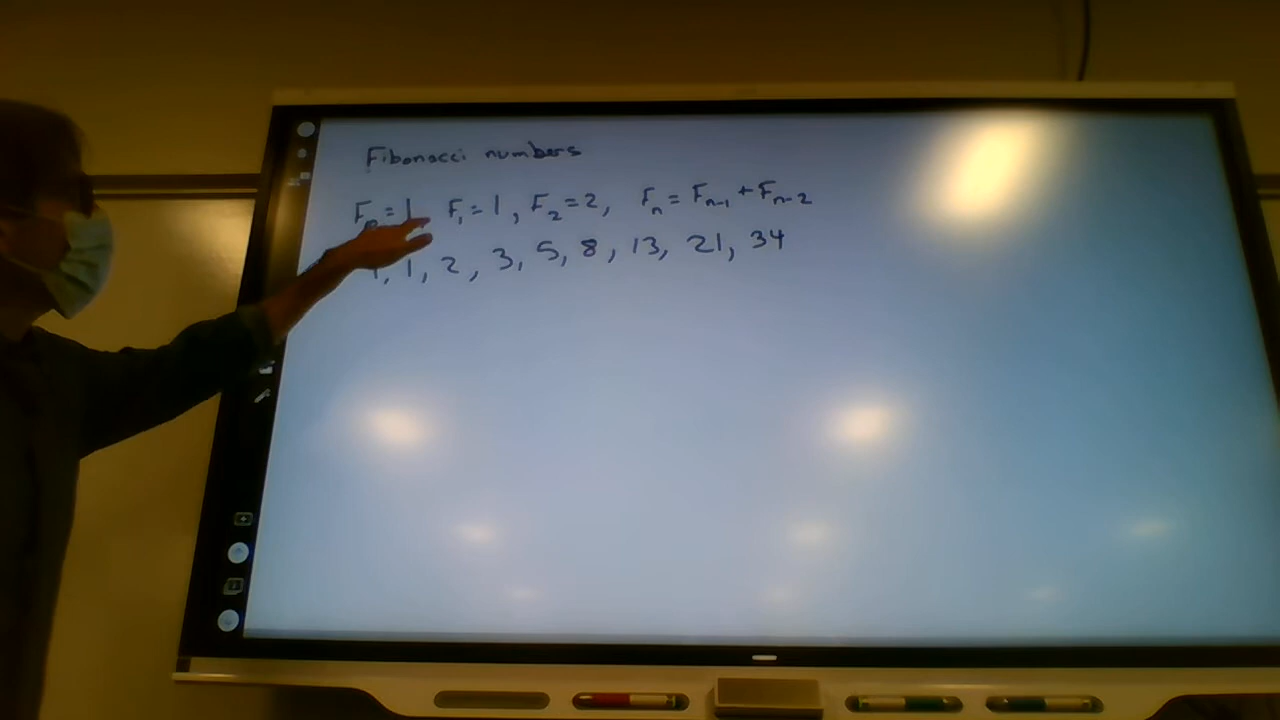 Fibonacci numbers
F₀ = 1, F₁ = 1, F₂ = 2, Fₙ = Fₙ₋₁ + Fₙ₋₂
1, 1, 2, 3, 5, 8, 13, 21, 34